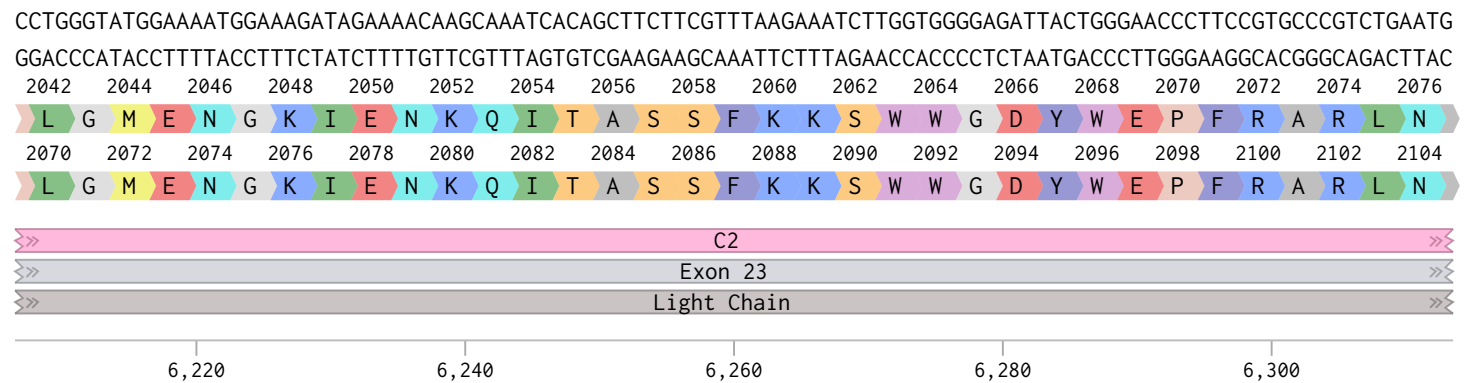 CCTGGGTATGGAAAATGGAAAGATAGAAAACAAGCAAATCACAGCTTCTTCGTTTAAGAAATCTTGGTGGGGAGATTACTGGGAACCCTTCCGTGCCCGTCTGAATG
GGACCCATACCTTTTACCTTTCTATCTTTTGTTCGTTTAGTGTCGAAGAAGCAAATTCTTTAGAACCACCCCTCTAATGACCCTTGGGAAGGCACGGGCAGACTTAC
2042 2044 2046 2048 2050 2052 2054 2056 2058 2060 2062 2064 2066 2068 2070 2072 2074 2076
L G M E N G K I E N K Q I T A S S F K K S W W G D Y W E P F R A R L N
2070 2072 2074 2076 2078 2080 2082 2084 2086 2088 2090 2092 2094 2096 2098 2100 2102 2104
L G M E N G K I E N K Q I T A S S F K K S W W G D Y W E P F R A R L N
C2
Exon 23
Light Chain
6,220 6,240 6,260 6,280 6,300